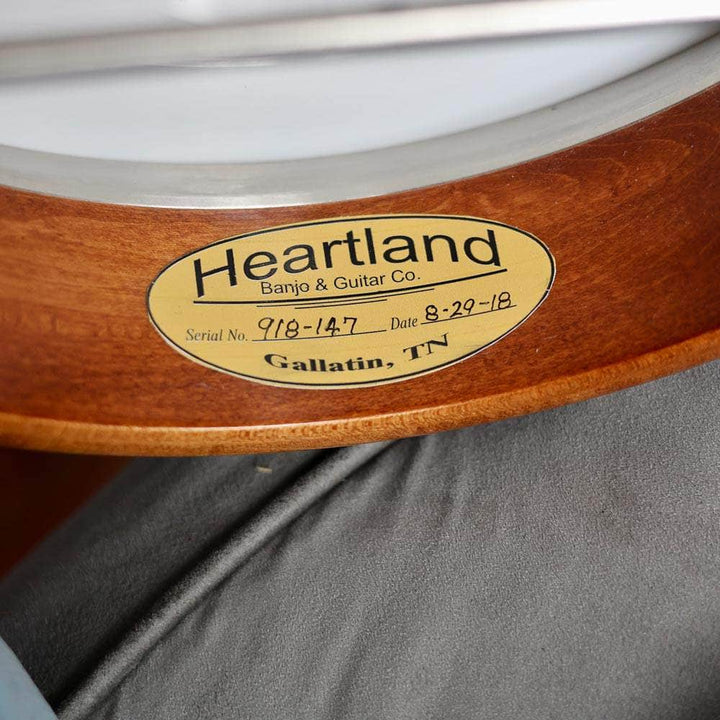 Heartland
Banjo & Guitar Co.
Serial No. 918-147 Date 8-29-18
Gallatin, TN